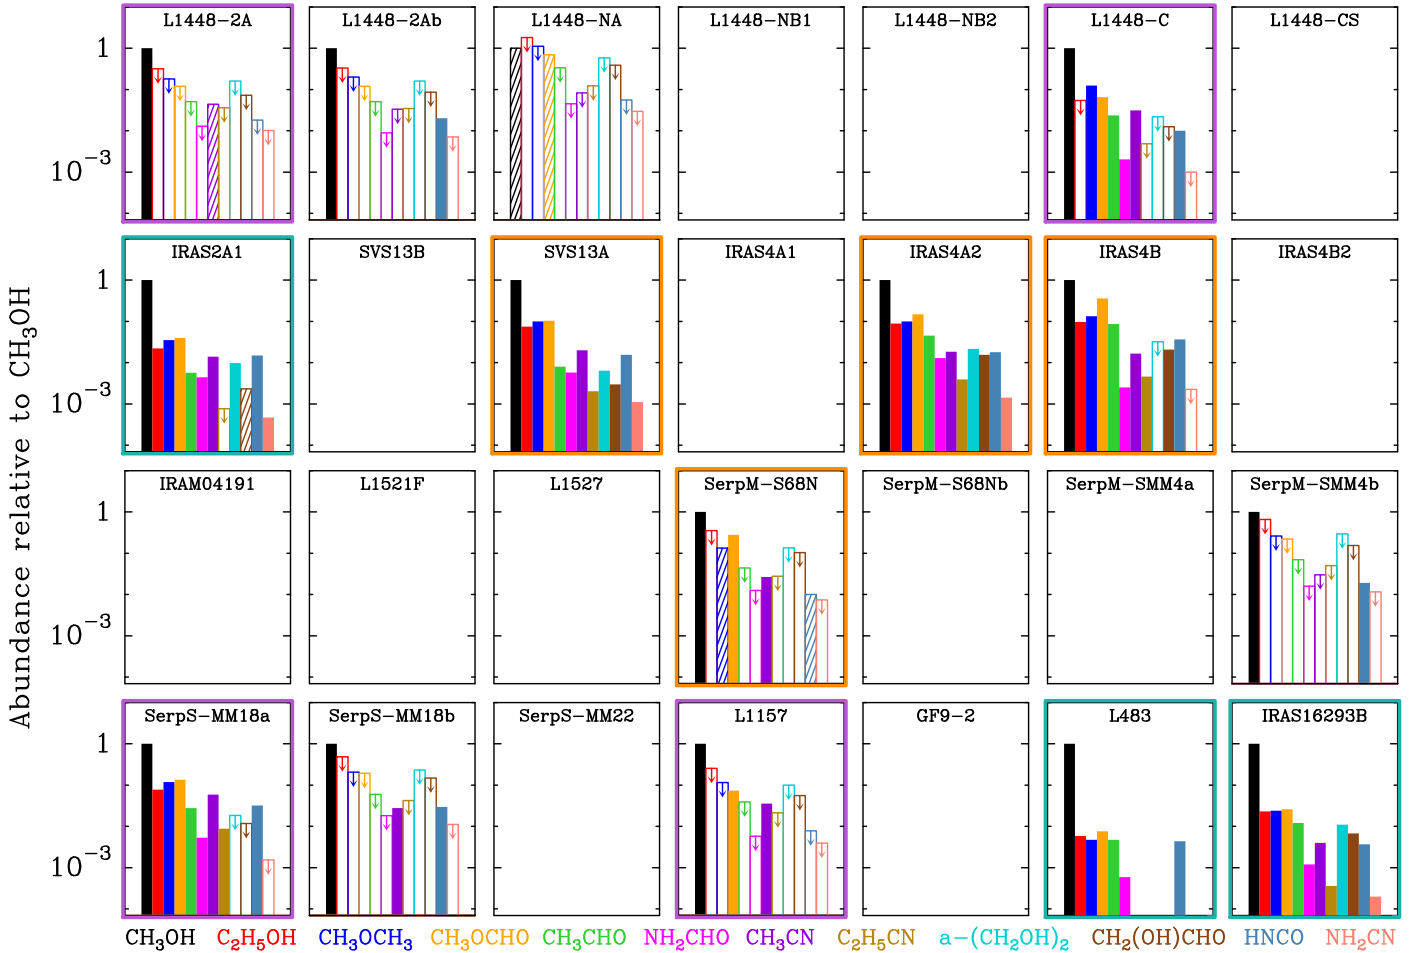 L1448-2A L1448-2Ab L1448-NA L1448-NB1 L1448-NB2 L1448-C L1448-CS
1
10⁻³
IRAS2A1 SVS13B SVS13A IRAS4A1 IRAS4A2 IRAS4B IRAS4B2
1
10⁻³
Abundance relative to CH₃OH
IRAM04191 L1521F L1527 SerpM-S68N SerpM-S68Nb SerpM-SMM4a SerpM-SMM4b
1
10⁻³
SerpS-MM18a SerpS-MM18b SerpS-MM22 L1157 GF9-2 L483 IRAS16293B
1
10⁻³
CH₃OH C₂H₅OH CH₃OCH₃ CH₃OCHO CH₃CHO NH₂CHO CH₃CN C₂H₅CN a-(CH₂OH)₂ CH₂(OH)CHO HNCO NH₂CN